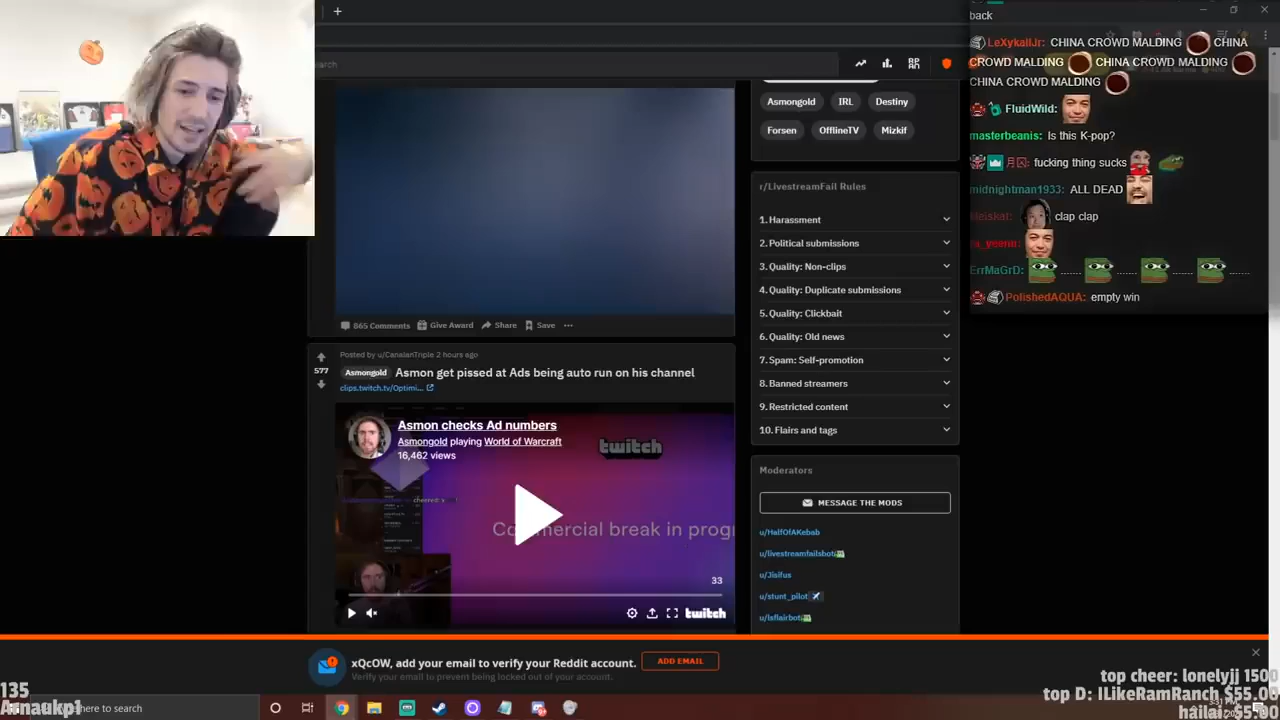 back
LeXykallJr: CHINA CROWD MALDING CHINA
CROWD MALDING CHINA CROWD MALDING
CHINA CROWD MALDING
FluidWild:
masterbeanis: Is this K-pop?
fucking thing sucks
midnightman1933: ALL DEAD
clap clap
ErrMaGrD: ...... ...... ...... ......
PolishedAQUA: empty win
Asmongold IRL Destiny
Forsen OfflineTV Mizkif
r/LivestreamFail Rules
1. Harassment
2. Political submissions
3. Quality: Non-clips
4. Quality: Duplicate submissions
5. Quality: Clickbait
6. Quality: Old news
7. Spam: Self-promotion
8. Banned streamers
9. Restricted content
10. Flairs and tags
865 Comments Give Award Share Save
Posted by u/CanalanTriple 2 hours ago
577
Asmongold Asmon get pissed at Ads being auto run on his channel
clips.twitch.tv/Optimi...
Asmon checks Ad numbers
Asmongold playing World of Warcraft
16,462 views
twitch
33
twitch
Moderators
MESSAGE THE MODS
u/HalfOfAKebab
u/livestreamfailsbot
u/Jisifus
u/stunt_pilot
u/lsflairbot
xQcOW, add your email to verify your Reddit account.
Verify your email to prevent being locked out of your account.
ADD EMAIL
top cheer: lonelyjj 1500
top D: ILikeRamRanch $55.00
135
Arnaukp1
here to search